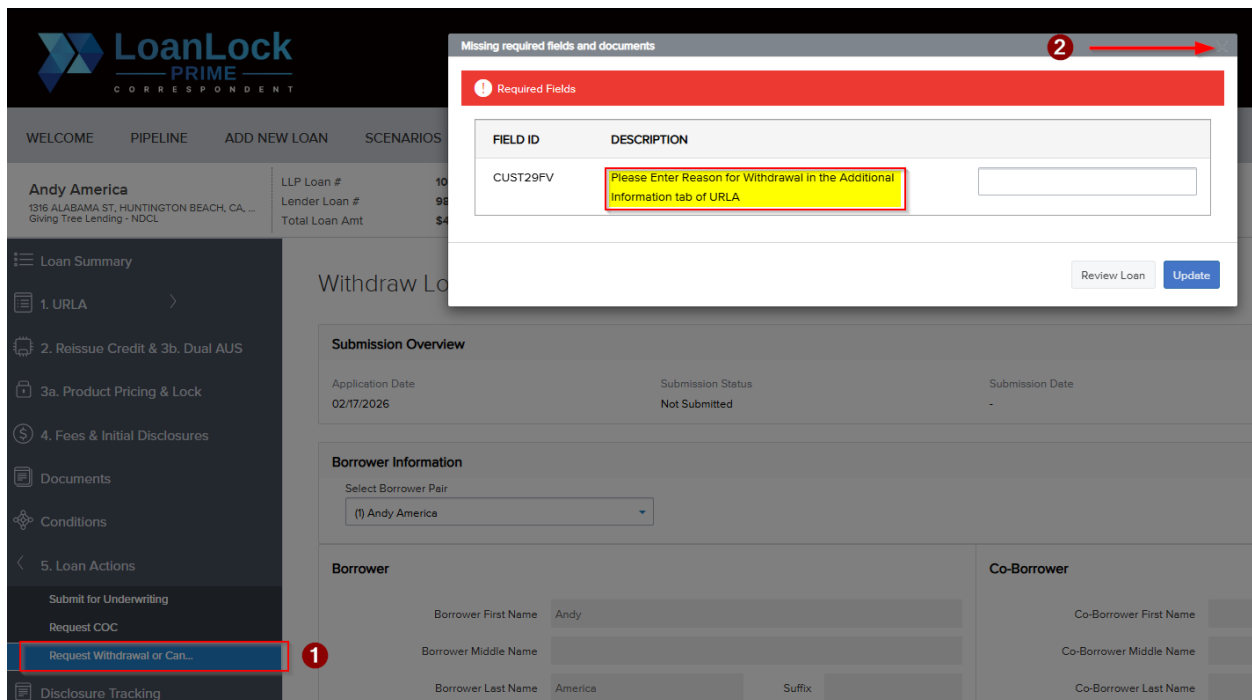 LoanLock
PRIME
CORRESPONDENT
Missing required fields and documents
2
Required Fields
FIELD ID DESCRIPTION
CUST29FV Please Enter Reason for Withdrawal in the Additional
Information tab of URLA
Review Loan Update
WELCOME PIPELINE ADD NEW LOAN SCENARIOS
Andy America
1316 ALABAMA ST, HUNTINGTON BEACH, CA, ...
Giving Tree Lending - NDCL
LLP Loan # 10
Lender Loan # 98
Total Loan Amt $4
Loan Summary
1. URLA
2. Reissue Credit & 3b. Dual AUS
3a. Product Pricing & Lock
4. Fees & Initial Disclosures
Documents
Conditions
5. Loan Actions
Submit for Underwriting
Request COC
Request Withdrawal or Can...
1
Disclosure Tracking
Withdraw Lo
Submission Overview
Application Date Submission Status Submission Date
02/17/2026 Not Submitted -
Borrower Information
Select Borrower Pair
(1) Andy America
Borrower Co-Borrower
Borrower First Name Andy Co-Borrower First Name
Borrower Middle Name Co-Borrower Middle Name
Borrower Last Name America Suffix Co-Borrower Last Name